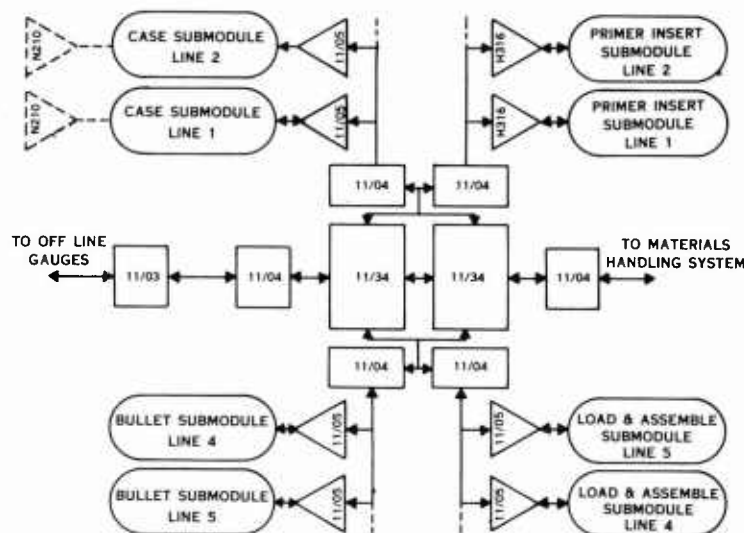 N210
CASE SUBMODULE
LINE 2
11/05
H316
PRIMER INSERT
SUBMODULE
LINE 2
N210
CASE SUBMODULE
LINE 1
11/05
H316
PRIMER INSERT
SUBMODULE
LINE 1
11/04
11/04
TO OFF LINE
GAUGES
11/03
11/04
11/34
11/34
11/04
TO MATERIALS
HANDLING SYSTEM
11/04
11/04
BULLET SUBMODULE
LINE 4
11/05
11/05
LOAD & ASSEMBLE
SUBMODULE
LINE 5
BULLET SUBMODULE
LINE 5
11/05
11/05
LOAD & ASSEMBLE
SUBMODULE
LINE 4